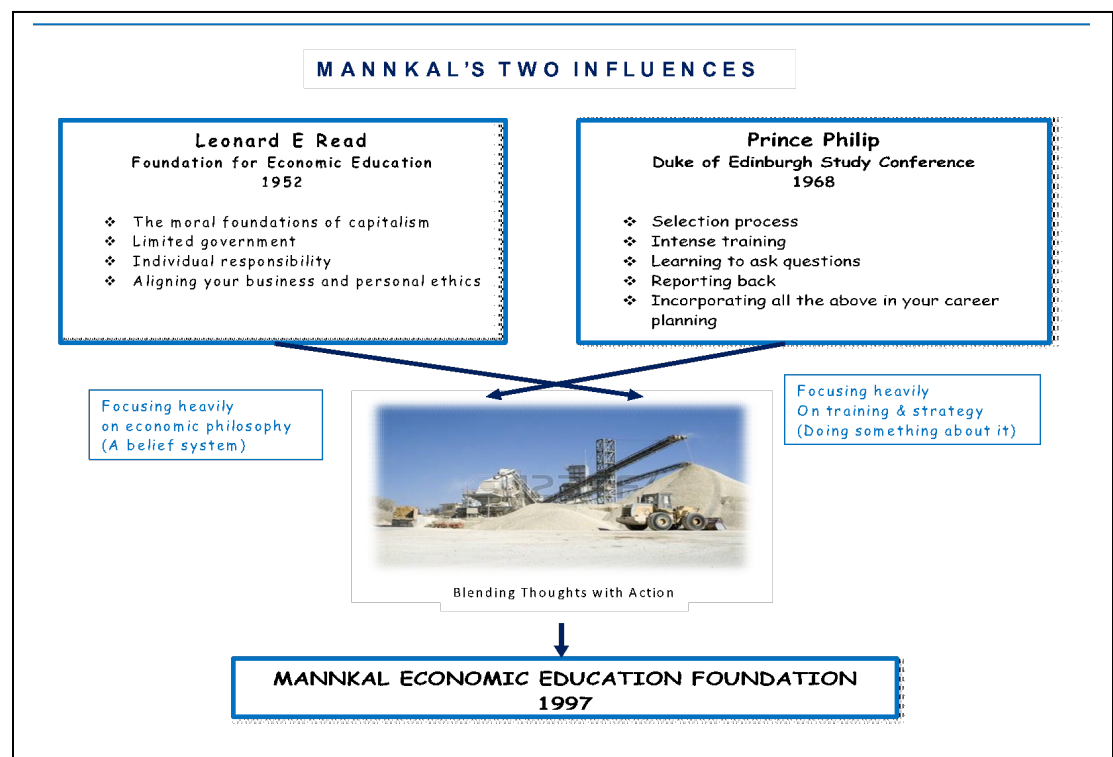 MANNKAL'S TWO INFLUENCES
Leonard E Read
Foundation for Economic Education
1952
❖ The moral foundations of capitalism
❖ Limited government
❖ Individual responsibility
❖ Aligning your business and personal ethics
Prince Philip
Duke of Edinburgh Study Conference
1968
❖ Selection process
❖ Intense training
❖ Learning to ask questions
❖ Reporting back
❖ Incorporating all the above in your career
planning
Focusing heavily
on economic philosophy
(A belief system)
Focusing heavily
On training & strategy
(Doing something about it)
Blending Thoughts with Action
MANNKAL ECONOMIC EDUCATION FOUNDATION
1997